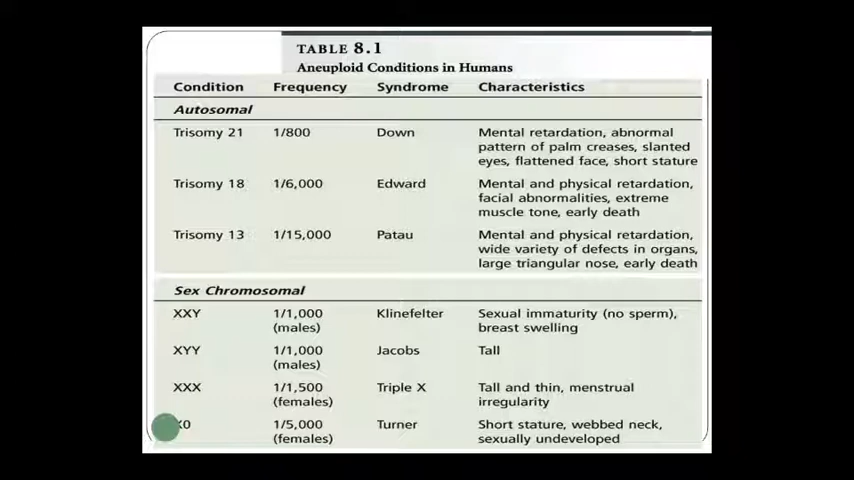 TABLE 8.1
Aneuploid Conditions in Humans
Condition Frequency Syndrome Characteristics
Autosomal
Trisomy 21 1/800 Down Mental retardation, abnormal
pattern of palm creases, slanted
eyes, flattened face, short stature
Trisomy 18 1/6,000 Edward Mental and physical retardation,
facial abnormalities, extreme
muscle tone, early death
Trisomy 13 1/15,000 Patau Mental and physical retardation,
wide variety of defects in organs,
large triangular nose, early death
Sex Chromosomal
XXY 1/1,000 Klinefelter Sexual immaturity (no sperm),
(males) breast swelling
XYY 1/1,000 Jacobs Tall
(males)
XXX 1/1,500 Triple X Tall and thin, menstrual
(females) irregularity
1/5,000 Turner Short stature, webbed neck,
(females) sexually undeveloped